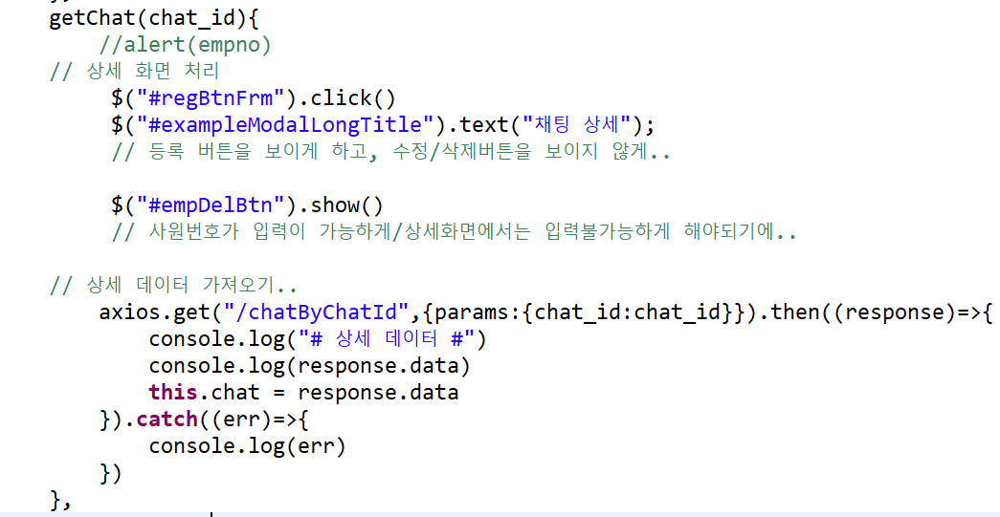 getChat(chat_id){
//alert(empno)
// 상세 화면 처리
$("#regBtnFrm").click()
$("#exampleModalLongTitle").text("채팅 상세");
// 등록 버튼을 보이게 하고, 수정/삭제버튼을 보이지 않게..
$("#empDelBtn").show()
// 사원번호가 입력이 가능하게/상세화면에서는 입력불가능하게 해야되기에..
// 상세 데이터 가져오기..
axios.get("/chatByChatId",{params:{chat_id:chat_id}}).then((response)=>{
console.log("# 상세 데이터 #")
console.log(response.data)
this.chat = response.data
}).catch((err)=>{
console.log(err)
})
},